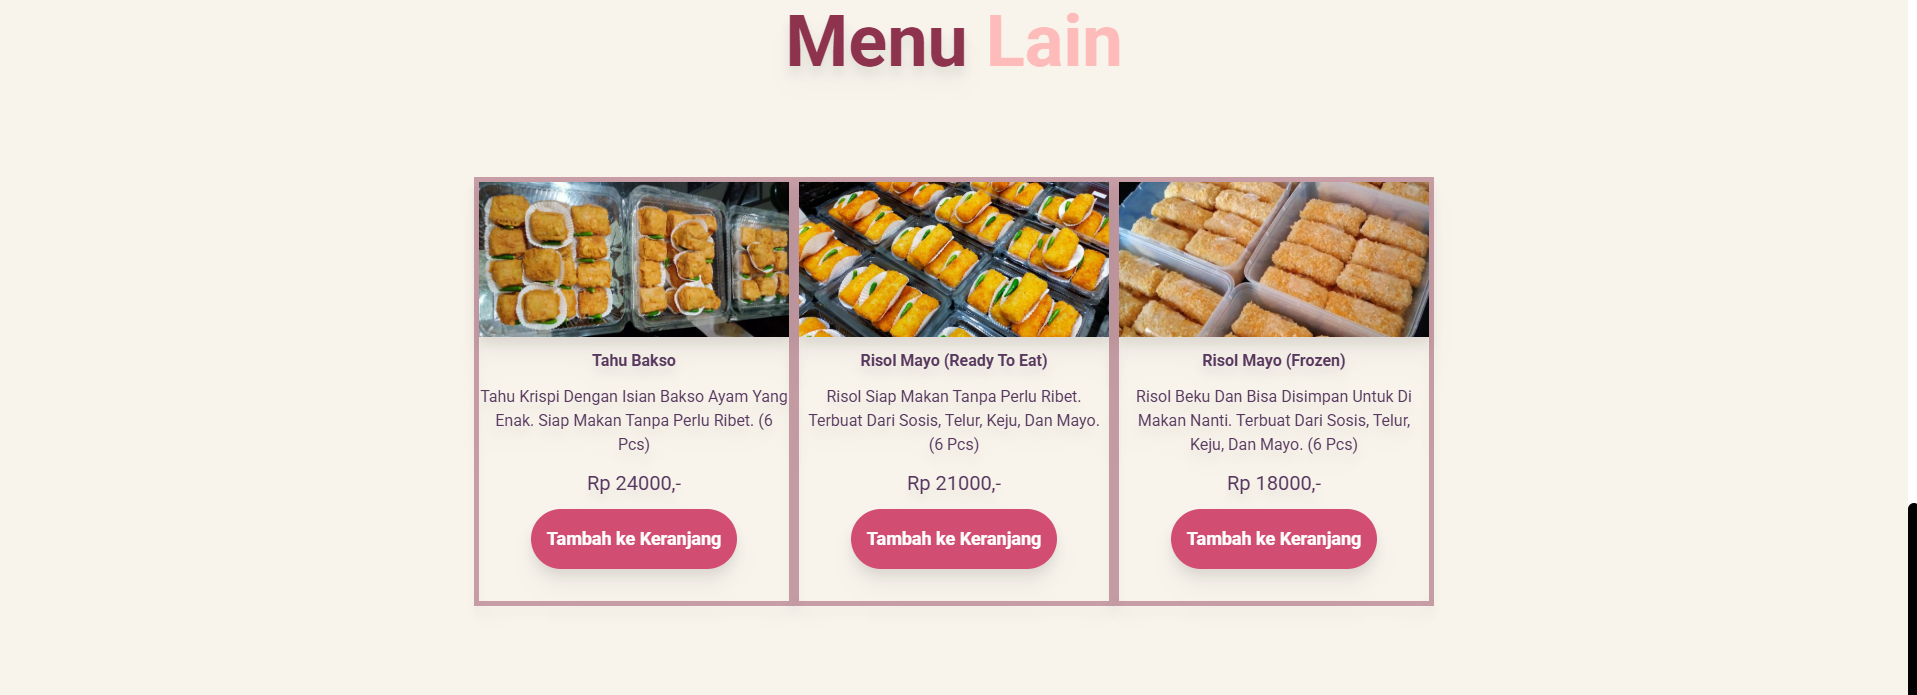 Menu Lain
Tahu Bakso
Tahu Krispi Dengan Isian Bakso Ayam Yang
Enak. Siap Makan Tanpa Perlu Ribet. (6
Pcs)
Rp 24000,-
Tambah ke Keranjang
Risol Mayo (Ready To Eat)
Risol Siap Makan Tanpa Perlu Ribet.
Terbuat Dari Sosis, Telur, Keju, Dan Mayo.
(6 Pcs)
Rp 21000,-
Tambah ke Keranjang
Risol Mayo (Frozen)
Risol Beku Dan Bisa Disimpan Untuk Di
Makan Nanti. Terbuat Dari Sosis, Telur,
Keju, Dan Mayo. (6 Pcs)
Rp 18000,-
Tambah ke Keranjang